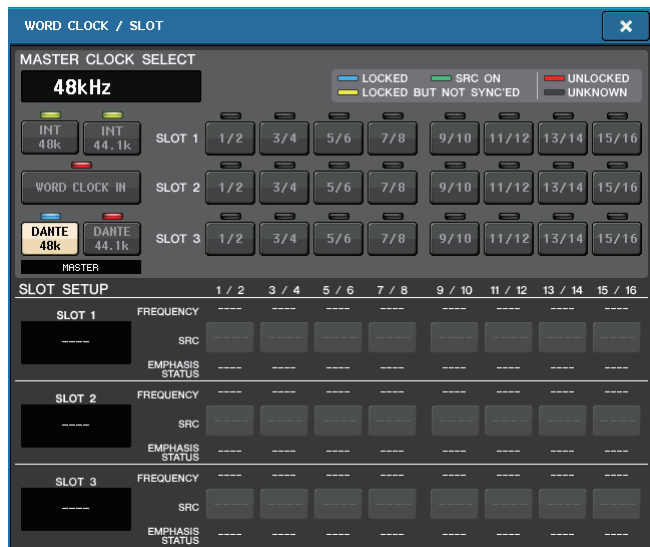 WORD CLOCK / SLOT
×
MASTER CLOCK SELECT
48kHz
LOCKED SRC ON UNLOCKED
LOCKED BUT NOT SYNC'ED UNKNOWN
INT 48k INT 44.1k SLOT 1 1/2 3/4 5/6 7/8 9/10 11/12 13/14 15/16
WORD CLOCK IN SLOT 2 1/2 3/4 5/6 7/8 9/10 11/12 13/14 15/16
DANTE 48k DANTE 44.1k SLOT 3 1/2 3/4 5/6 7/8 9/10 11/12 13/14 15/16
MASTER
SLOT SETUP 1 / 2 3 / 4 5 / 6 7 / 8 9 / 10 11 / 12 13 / 14 15 / 16
SLOT 1 FREQUENCY ---- ---- ---- ---- ---- ---- ---- ----
---- SRC ---- ---- ---- ---- ---- ---- ---- ----
EMPHASIS STATUS ---- ---- ---- ---- ---- ---- ---- ----
SLOT 2 FREQUENCY ---- ---- ---- ---- ---- ---- ---- ----
---- SRC ---- ---- ---- ---- ---- ---- ---- ----
EMPHASIS STATUS ---- ---- ---- ---- ---- ---- ---- ----
SLOT 3 FREQUENCY ---- ---- ---- ---- ---- ---- ---- ----
---- SRC ---- ---- ---- ---- ---- ---- ---- ----
EMPHASIS STATUS ---- ---- ---- ---- ---- ---- ---- ----